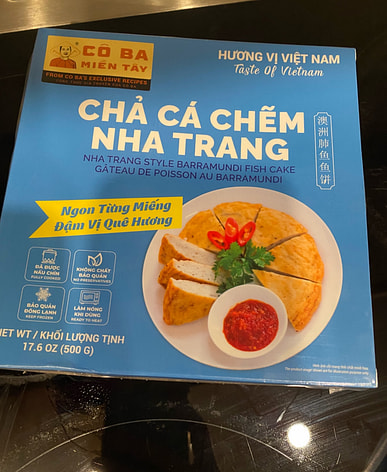 CÔ BA
MIỀN TÂY
FROM CO BA'S EXCLUSIVE RECIPES
HƯƠNG VỊ VIỆT NAM
Taste Of Vietnam
CHẢ CÁ CHẼM
NHA TRANG
NHA TRANG STYLE BARRAMUNDI FISH CAKE
GÂTEAU DE POISSON AU BARRAMUNDI
澳洲肺鱼鱼饼
Ngon Từng Miếng
Đậm Vị Quê Hương
ĐÃ ĐƯỢC
NẤU CHÍN
FULLY COOKED
KHÔNG CHẤT
BẢO QUẢN
NO PRESERVATIVES
BẢO QUẢN
ĐÔNG LẠNH
KEEP FROZEN
LÀM NÓNG
KHI DÙNG
READY TO HEAT
NET WT / KHỐI LƯỢNG TỊNH
17.6 OZ (500 G)